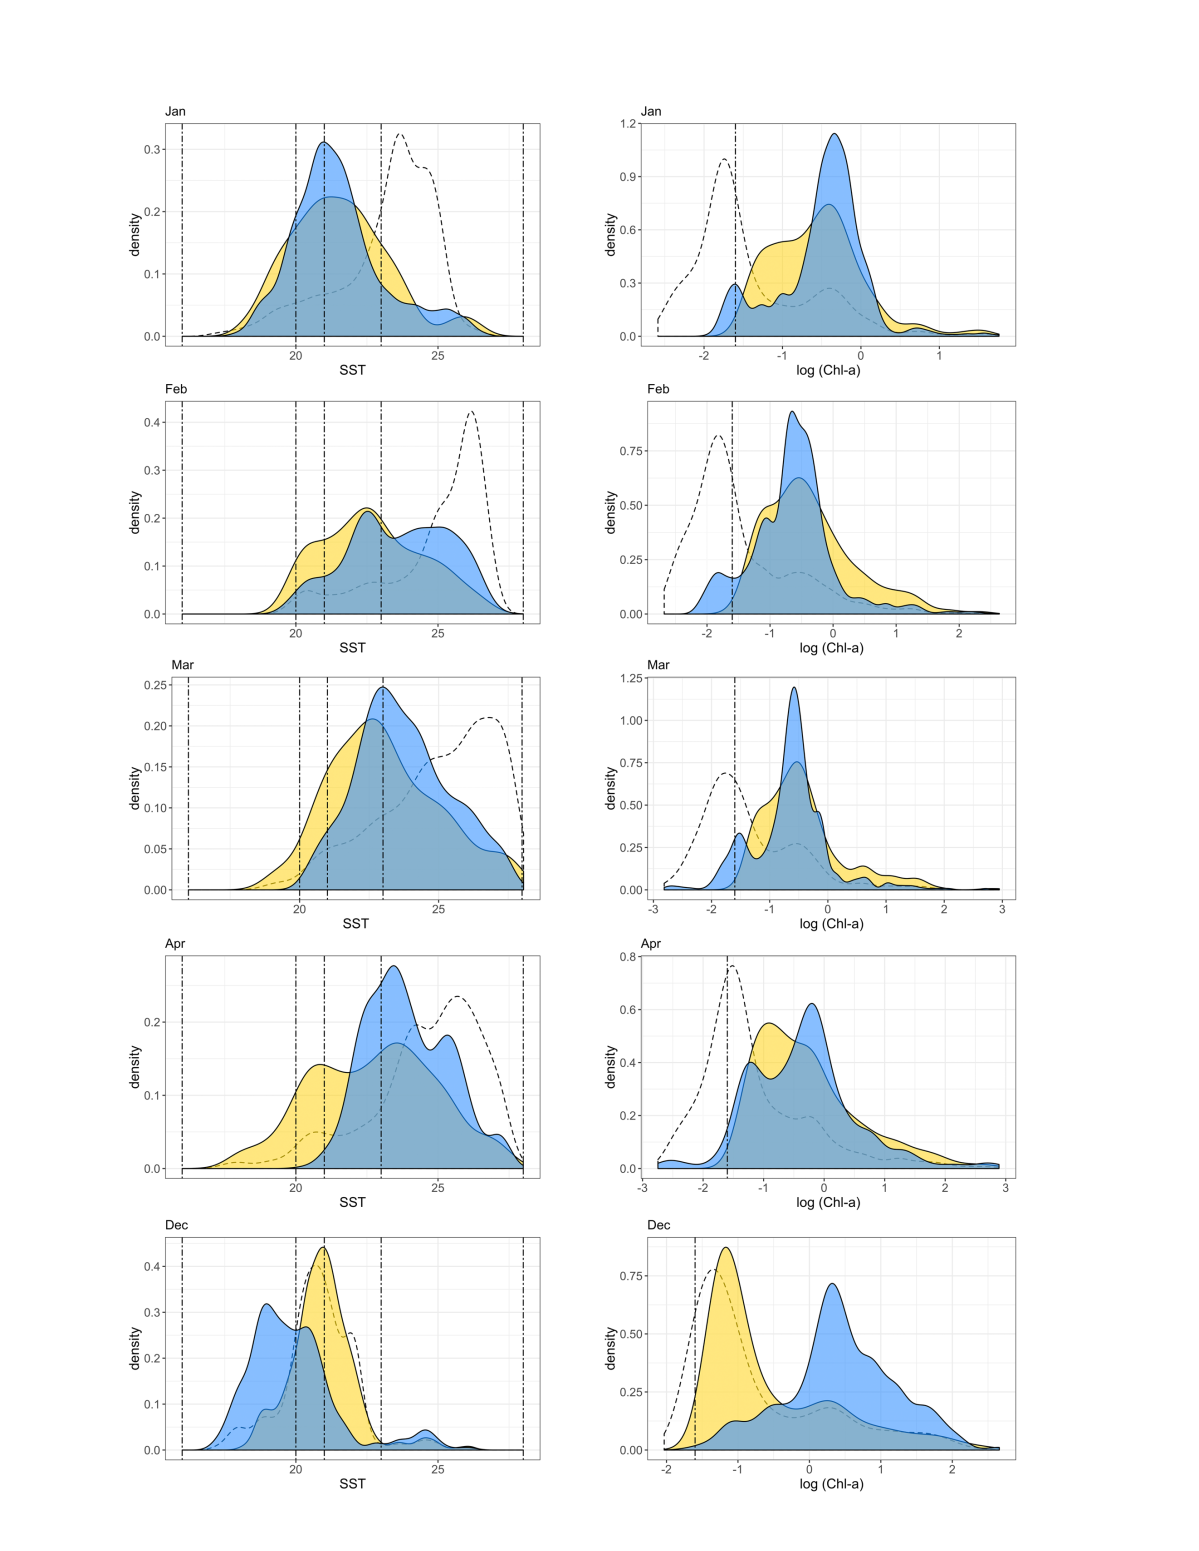 Jan
Jan
density
0.3
0.2
0.1
0.0
20
25
SST
density
1.2
0.9
0.6
0.3
0.0
-2
-1
0
1
log (Chl-a)
Feb
Feb
density
0.4
0.3
0.2
0.1
0.0
20
25
SST
density
0.75
0.50
0.25
0.00
-2
-1
0
1
2
log (Chl-a)
Mar
Mar
density
0.25
0.20
0.15
0.10
0.05
0.00
20
25
SST
density
1.25
1.00
0.75
0.50
0.25
0.00
-3
-2
-1
0
1
2
3
log (Chl-a)
Apr
Apr
density
0.2
0.1
0.0
20
25
SST
density
0.8
0.6
0.4
0.2
0.0
-3
-2
-1
0
1
2
3
log (Chl-a)
Dec
Dec
density
0.4
0.3
0.2
0.1
0.0
20
25
SST
density
0.75
0.50
0.25
0.00
-2
-1
0
1
2
log (Chl-a)